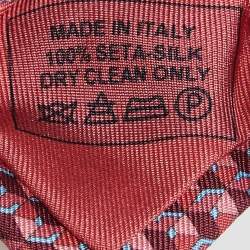 MADE IN ITALY
100% SETA-SILK
DRY CLEAN ONLY
P